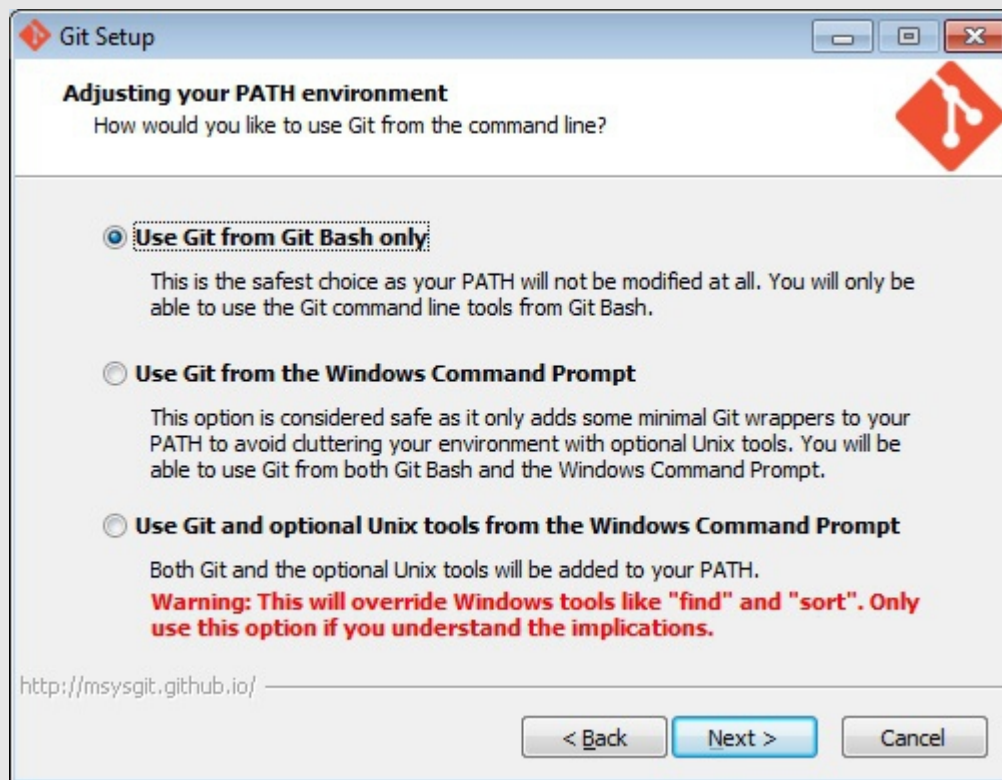 Git Setup
Adjusting your PATH environment
How would you like to use Git from the command line?
Use Git from Git Bash only
This is the safest choice as your PATH will not be modified at all. You will only be
able to use the Git command line tools from Git Bash.
Use Git from the Windows Command Prompt
This option is considered safe as it only adds some minimal Git wrappers to your
PATH to avoid cluttering your environment with optional Unix tools. You will be
able to use Git from both Git Bash and the Windows Command Prompt.
Use Git and optional Unix tools from the Windows Command Prompt
Both Git and the optional Unix tools will be added to your PATH.
Warning: This will override Windows tools like "find" and "sort". Only
use this option if you understand the implications.
http://msysgit.github.io/
< Back Next > Cancel